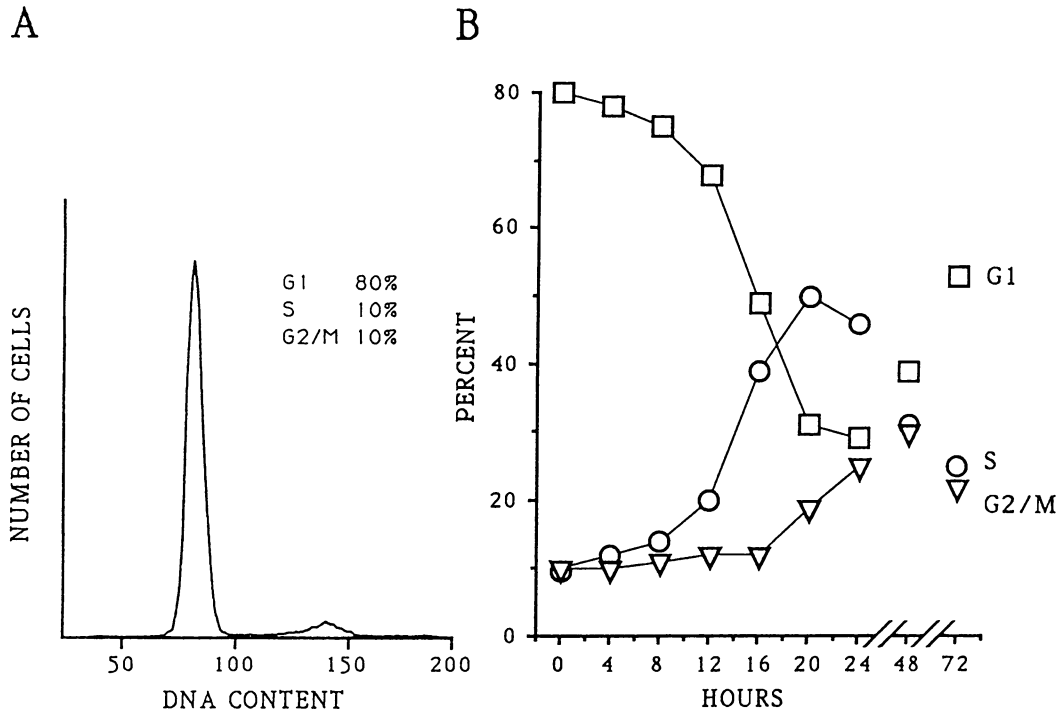 A
NUMBER OF CELLS
G1 80%
S 10%
G2/M 10%
50 100 150 200
DNA CONTENT
B
PERCENT
80
60
40
20
0
G1
S
G2/M
0 4 8 12 16 20 24 48 72
HOURS